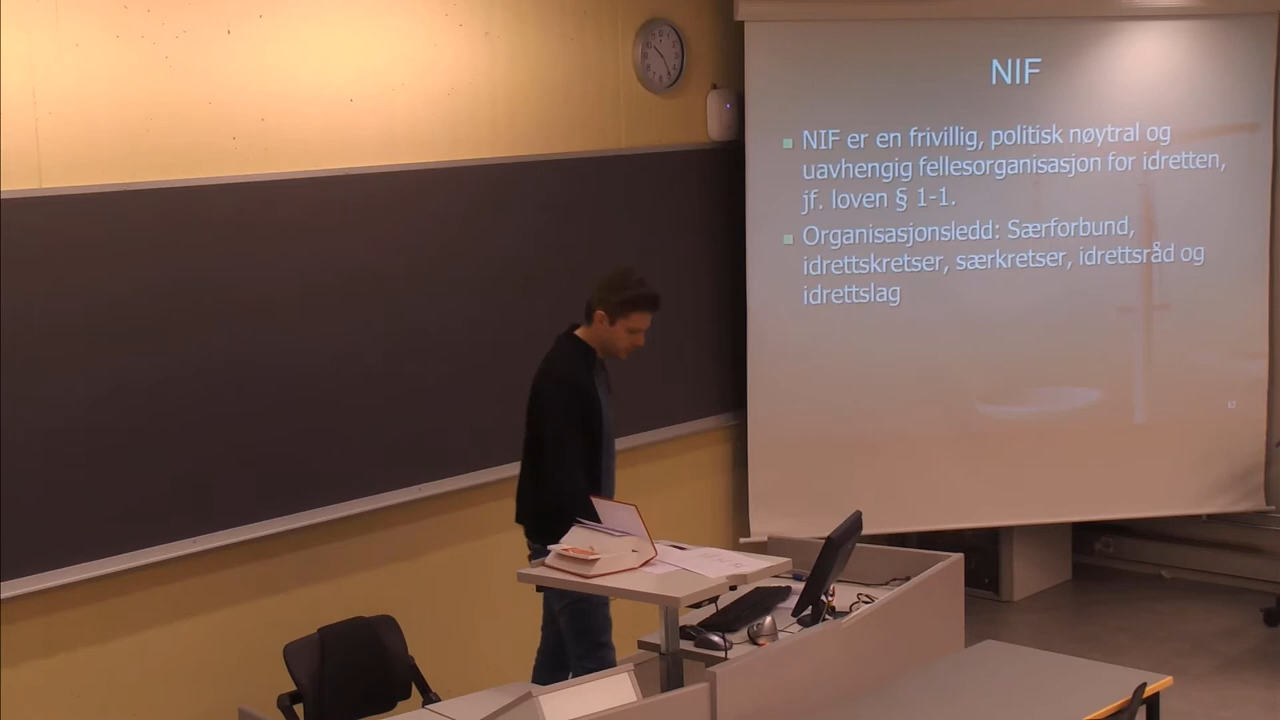 NIF
NIF er en frivillig, politisk nøytral og
uavhengig fellesorganisasjon for idretten,
jf. loven § 1-1.
Organisasjonsledd: Særforbund,
idrettskretser, særkretser, idrettsråd og
idrettslag